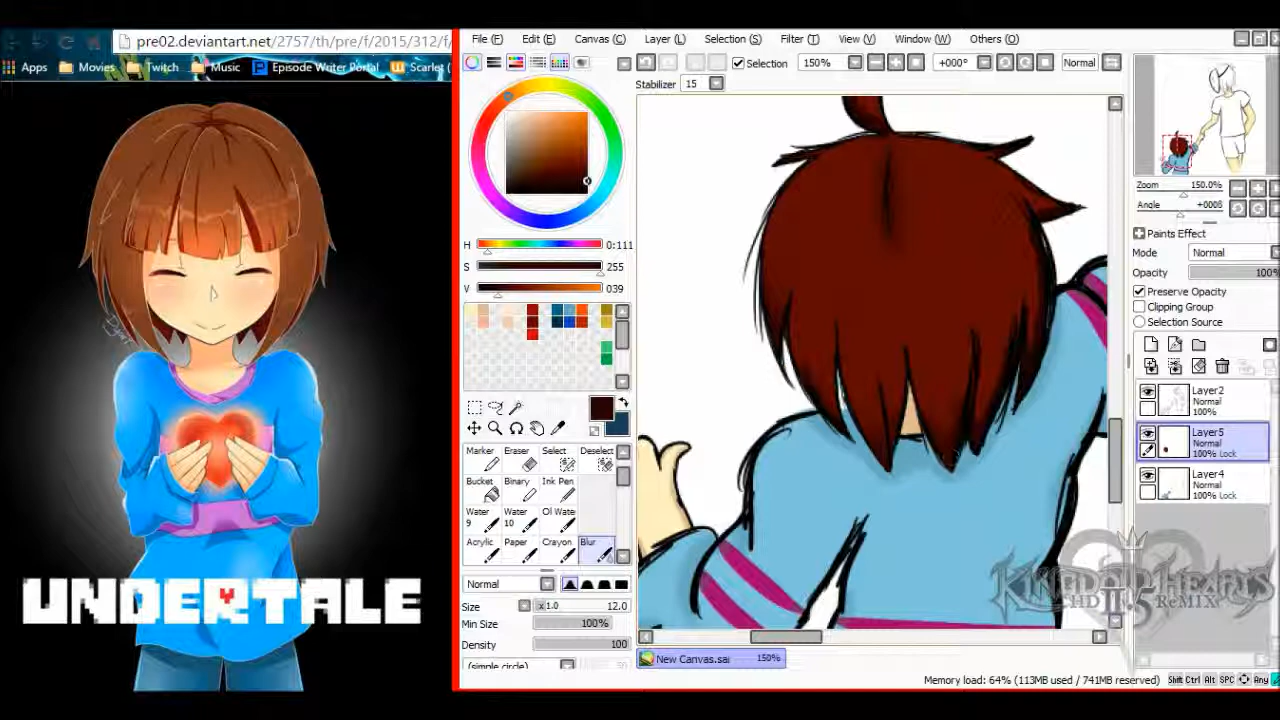 pre02.deviantart.net/2757/th/pre/f/2015/312/f/
Apps Movies Twitch Music Episode Writer Portal Scarlet (
UNDERTALE
File (F) Edit (E) Canvas (C) Layer (L) Selection (S) Filter (T) View (V) Window (W) Others (O)
Selection 150% +000° Normal
Stabilizer 15
H 0:111
S 255
V 039
Marker Eraser Select Deselect
Bucket Binary Ink Pen
Water 9 Water 10 Oil Water
Acrylic Paper Crayon Blur
Normal
Size x1.0 12.0
Min Size 100%
Density 100
(simple circle) 50
New Canvas.sai 150%
Zoom 150.0%
Angle +000ß
Paints Effect
Mode Normal
Opacity 100%
Preserve Opacity
Clipping Group
Selection Source
Layer2
Normal
100%
Layer5
Normal
100% Lock
Layer4
Normal
100% Lock
KINGDOM HEARTS
HD II.5 ReMIX
Memory load: 64% (113MB used / 741MB reserved) Shift Ctrl Alt SPC Any